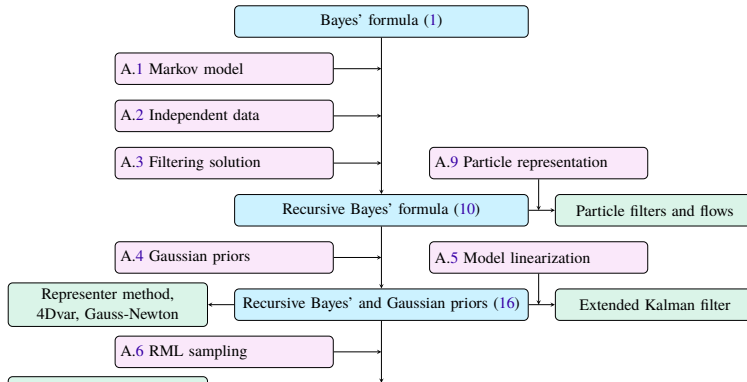 Bayes' formula (1)
A.1 Markov model
A.2 Independent data
A.3 Filtering solution
A.9 Particle representation
Recursive Bayes' formula (10)
Particle filters and flows
A.4 Gaussian priors
A.5 Model linearization
Representer method,
4Dvar, Gauss-Newton
Recursive Bayes' and Gaussian priors (16)
Extended Kalman filter
A.6 RML sampling